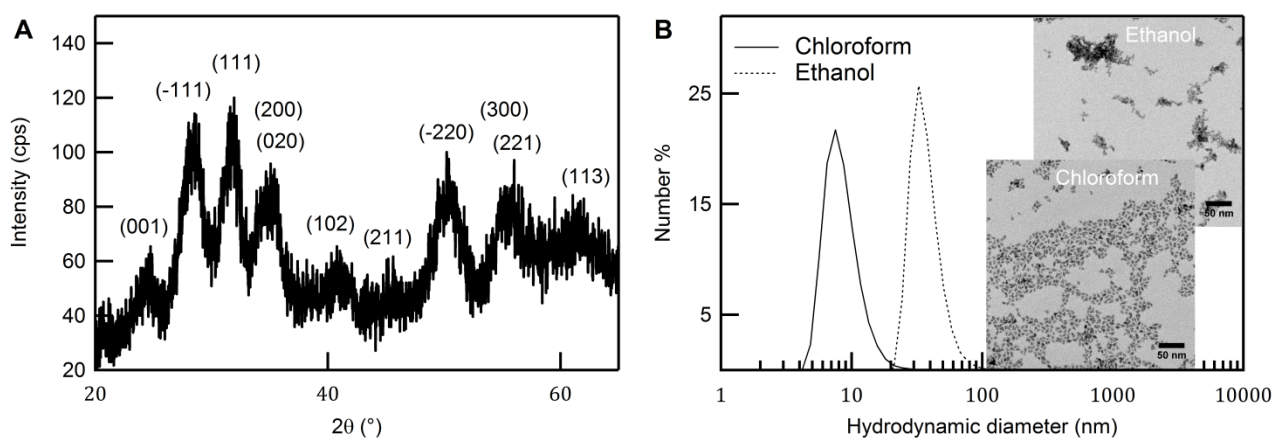 A
140
120
100
80
60
40
20
Intensity (cps)
(001)
(-111)
(111)
(200)
(020)
(102)
(211)
(-220)
(300)
(221)
(113)
20
40
60
2θ (°)
B
Chloroform
Ethanol
25
15
5
Number %
Ethanol
50 nm
Chloroform
50 nm
1
10
100
1000
10000
Hydrodynamic diameter (nm)